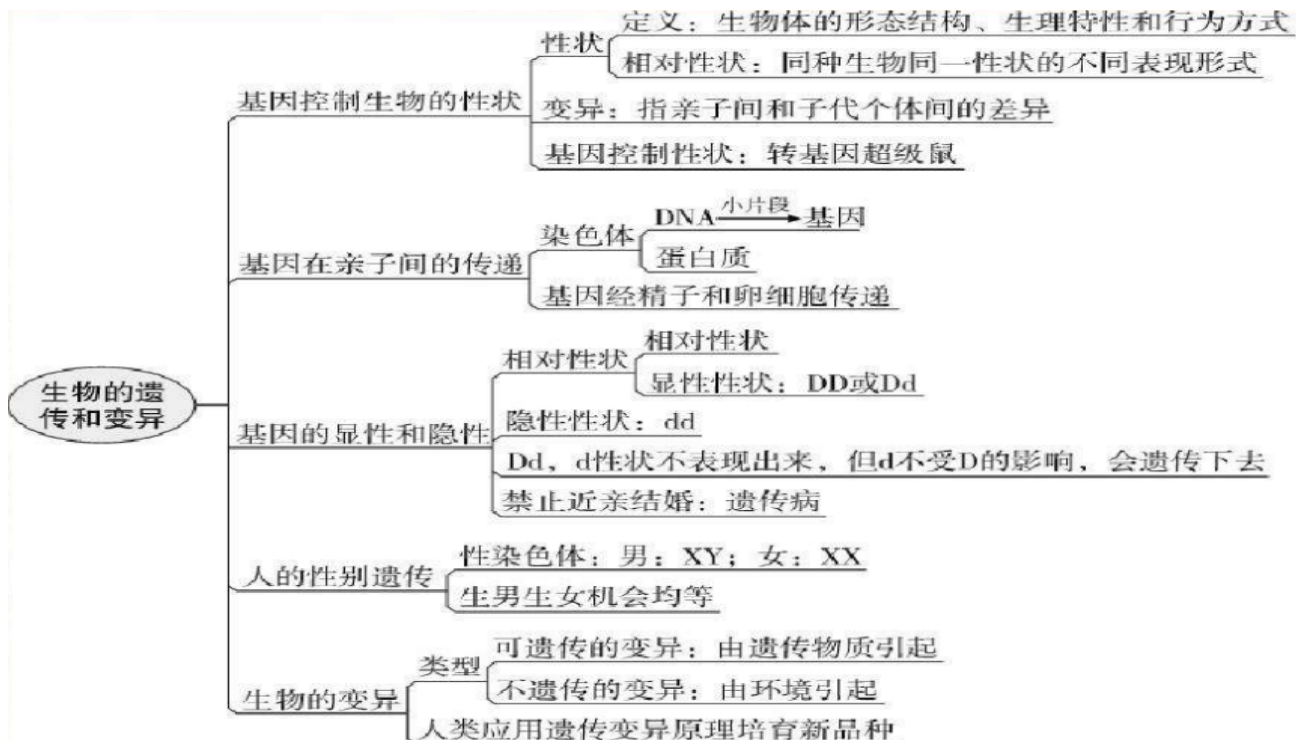 定义：生物体的形态结构、生理特性和行为方式
性状
相对性状：同种生物同一性状的不同表现形式
基因控制生物的性状
变异：指亲子间和子代个体间的差异
基因控制性状：转基因超级鼠
DNA 小片段 基因
染色体
蛋白质
基因在亲子间的传递
基因经精子和卵细胞传递
相对性状
相对性状
显性性状：DD或Dd
生物的遗
传和变异
隐性性状：dd
基因的显性和隐性
Dd，d性状不表现出来，但d不受D的影响，会遗传下去
禁止近亲结婚：遗传病
性染色体：男：XY；女：XX
人的性别遗传
生男生女机会均等
可遗传的变异：由遗传物质引起
类型
不遗传的变异：由环境引起
生物的变异
人类应用遗传变异原理培育新品种